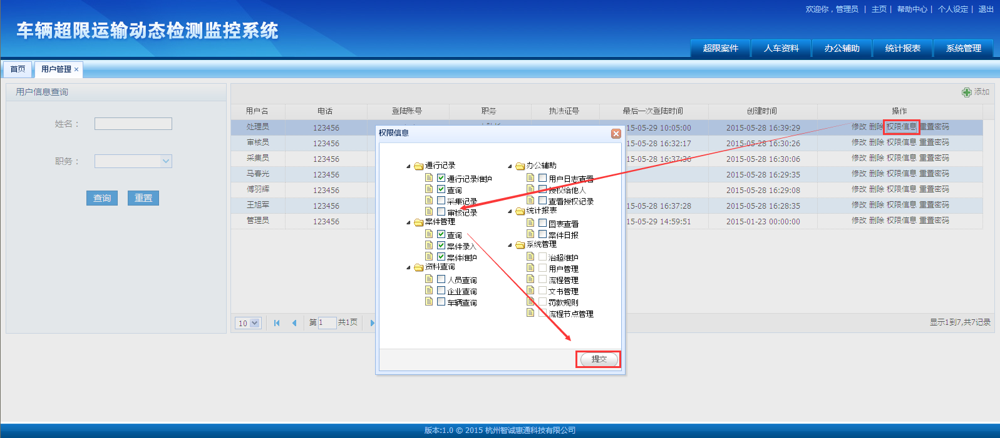 欢迎你，管理员 | 主页 | 帮助中心 | 个人设定 | 退出
车辆超限运输动态检测监控系统
超限案件 人车资料 办公辅助 统计报表 系统管理
首页 用户管理 ×
用户信息查询
姓名：
职务：
查询 重置
添加
用户名 电话 登陆账号 职务 执法证号 最后一次登陆时间 创建时间 操作
处理员 123456 15-05-29 10:05:00 2015-05-28 16:39:29 修改 删除 权限信息 重置密码
审核员 123456 15-05-28 16:32:17 2015-05-28 16:30:26 修改 删除 权限信息 重置密码
采集员 123456 15-05-28 16:37:36 2015-05-28 16:30:06 修改 删除 权限信息 重置密码
马春光 123456 2015-05-28 16:29:35 修改 删除 权限信息 重置密码
傅羽辉 123456 2015-05-28 16:29:08 修改 删除 权限信息 重置密码
王旭军 123456 15-05-28 16:37:28 2015-05-28 16:28:35 修改 删除 权限信息 重置密码
管理员 123456 15-05-29 14:59:51 2015-01-23 00:00:00 修改 删除 权限信息 重置密码
10 第 1 共1页
显示1到7,共7记录
权限信息
通行记录
通行记录维护
查询
采集记录
审核记录
案件管理
查询
案件录入
案件维护
资料查询
人员查询
企业查询
车辆查询
办公辅助
用户日志查看
授权给他人
查看授权记录
统计报表
图表查看
案件日报
系统管理
治超维护
用户管理
流程管理
文书管理
罚款规则
流程节点管理
提交
版本:1.0 © 2015 杭州智诚惠通科技有限公司